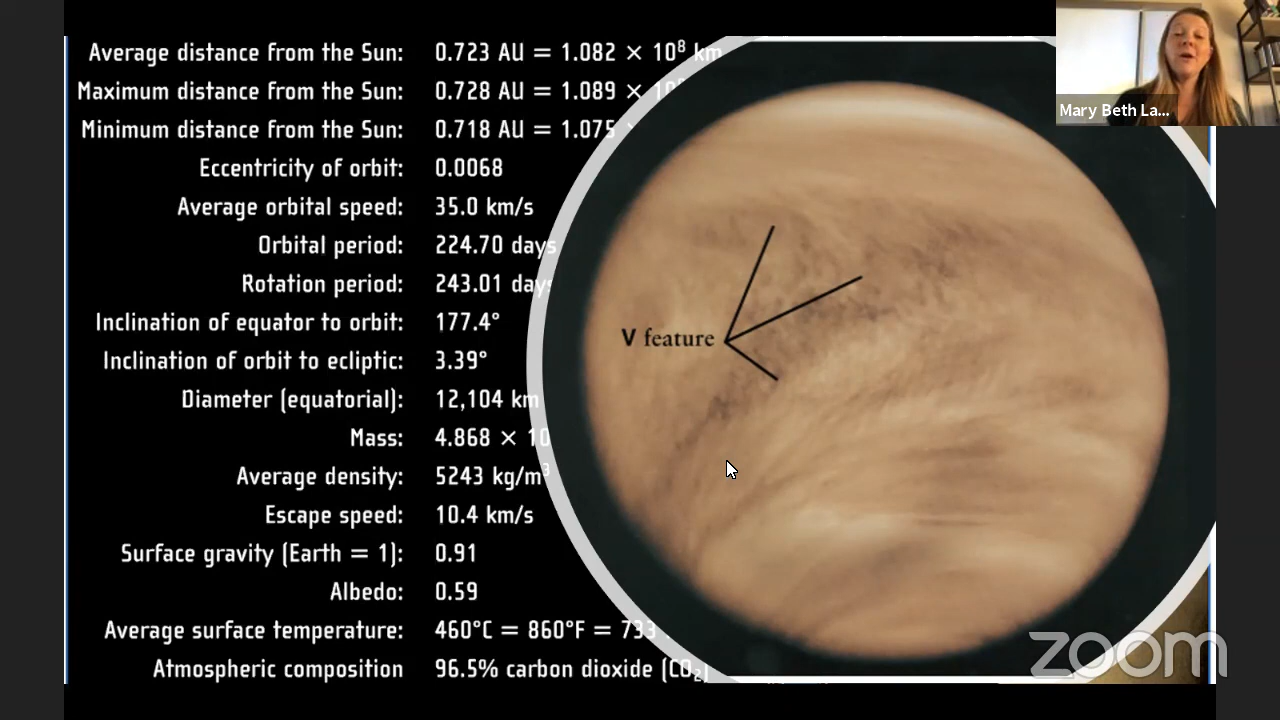 Average distance from the Sun: 0.723 AU = 1.082 × 10⁸ km
Maximum distance from the Sun: 0.728 AU = 1.089 × 10
Minimum distance from the Sun: 0.718 AU = 1.075
Eccentricity of orbit: 0.0068
Average orbital speed: 35.0 km/s
Orbital period: 224.70 days
Rotation period: 243.01 days
Inclination of equator to orbit: 177.4°
Inclination of orbit to ecliptic: 3.39°
Diameter (equatorial): 12,104 km
Mass: 4.868 × 10
Average density: 5243 kg/m³
Escape speed: 10.4 km/s
Surface gravity (Earth = 1): 0.91
Albedo: 0.59
Average surface temperature: 460°C = 860°F = 733
Atmospheric composition 96.5% carbon dioxide (CO₂)
V feature
Mary Beth La...
zoom